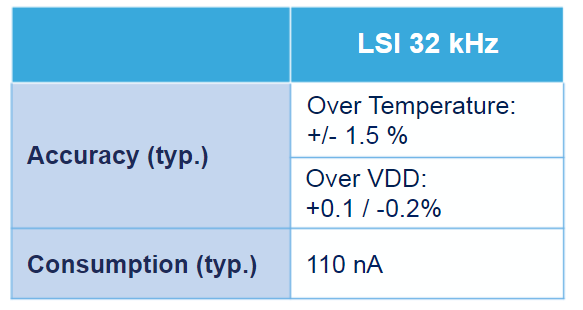 LSI 32 kHz
Accuracy (typ.)
Over Temperature:
+/- 1.5 %
Over VDD:
+0.1 / -0.2%
Consumption (typ.)
110 nA